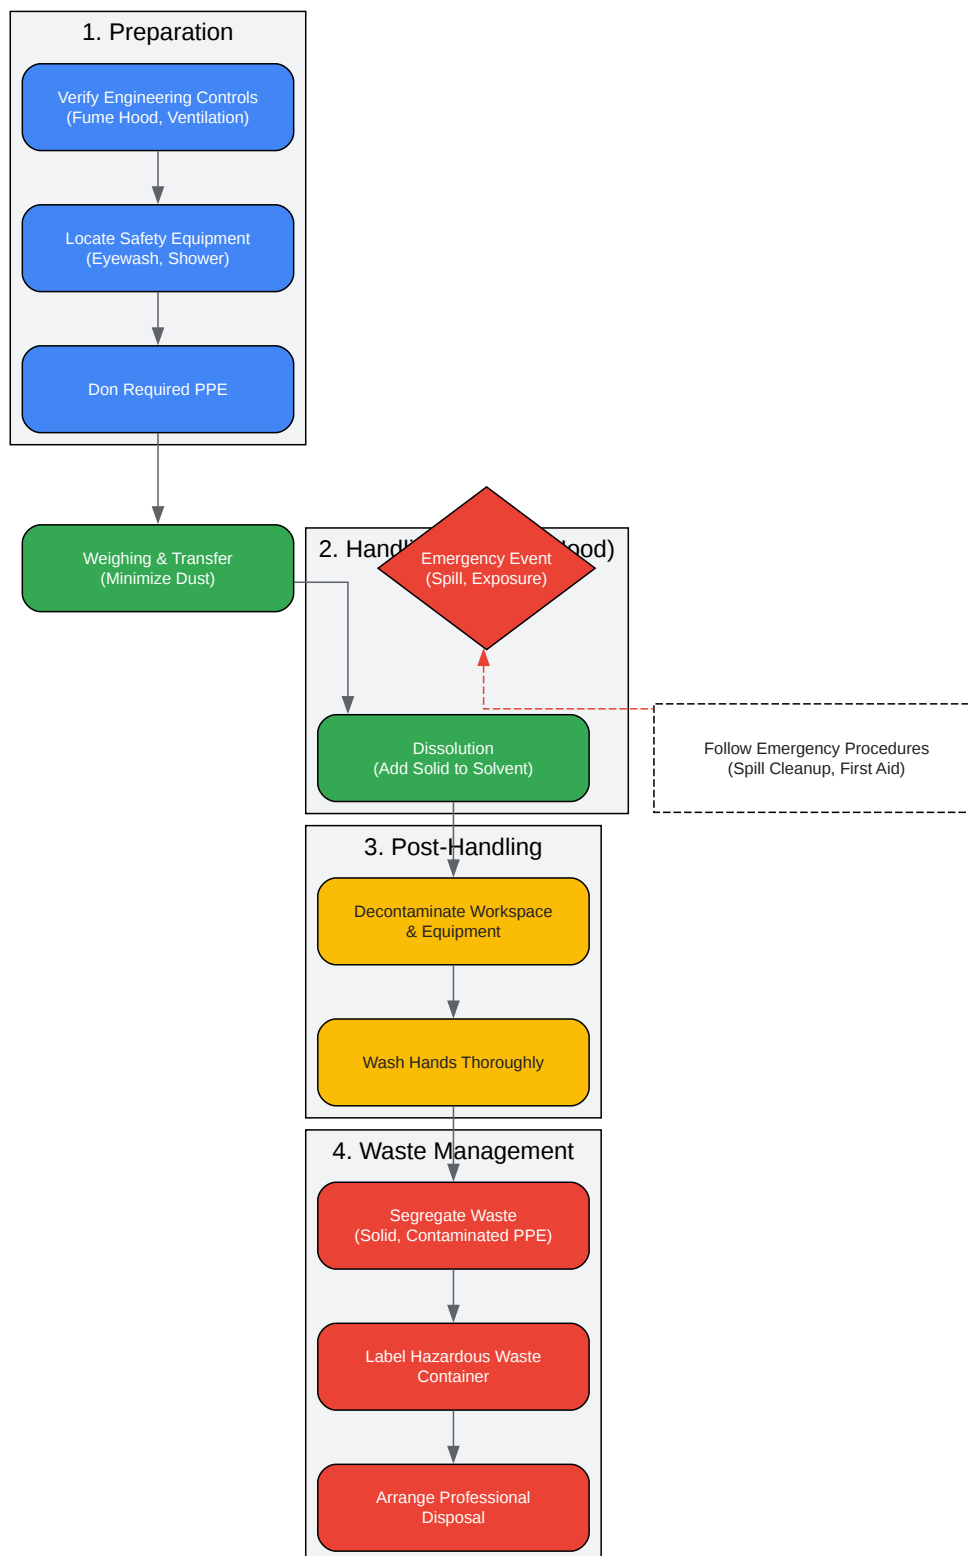 1. Preparation
Verify Engineering Controls
(Fume Hood, Ventilation)
Locate Safety Equipment
(Eyewash, Shower)
Don Required PPE
Weighing & Transfer
(Minimize Dust)
2.
Emergency Event
(Spill, Exposure)
Dissolution
(Add Solid to Solvent)
Follow Emergency Procedures
(Spill Cleanup, First Aid)
3. Post-Handling
Decontaminate Workspace
& Equipment
Wash Hands Thoroughly
4. Waste Management
Segregate Waste
(Solid, Contaminated PPE)
Label Hazardous Waste
Container
Arrange Professional
Disposal